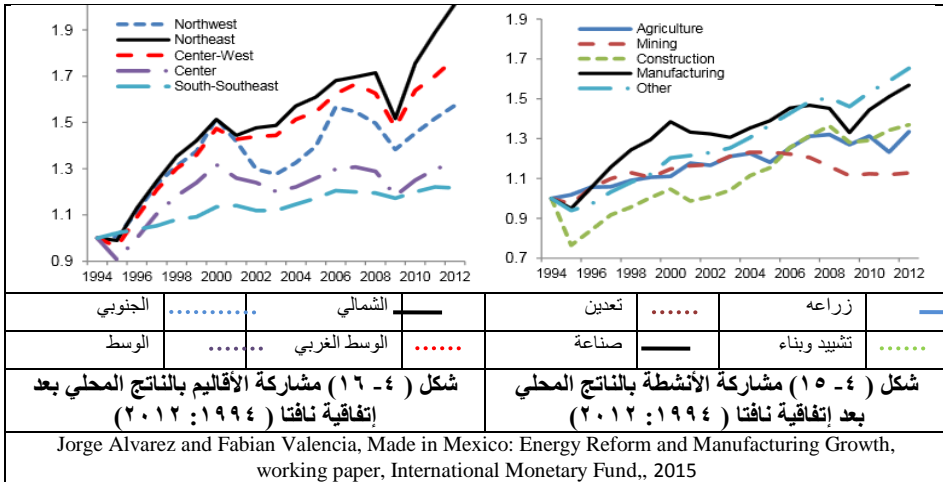 1.9
1.7
1.5
1.3
1.1
0.9
Northwest
Northeast
Center-West
Center
South-Southeast
1994 1996 1998 2000 2002 2004 2006 2008 2010 2012
1.9
1.7
1.5
1.3
1.1
0.9
0.7
Agriculture
Mining
Construction
Manufacturing
Other
1994 1996 1998 2000 2002 2004 2006 2008 2010 2012
زراعه تعدين الشمالي الجنوبي
تشييد وبناء صناعة الوسط الغربي الوسط
شكل ( ٤- ١٥) مشاركة الأنشطة بالناتج المحلي
بعد إتفاقية نافتا ( ١٩٩٤: ٢٠١٢)
شكل ( ٤- ١٦) مشاركة الأقاليم بالناتج المحلي بعد
إتفاقية نافتا ( ١٩٩٤: ٢٠١٢)
Jorge Alvarez and Fabian Valencia, Made in Mexico: Energy Reform and Manufacturing Growth,
working paper, International Monetary Fund,, 2015